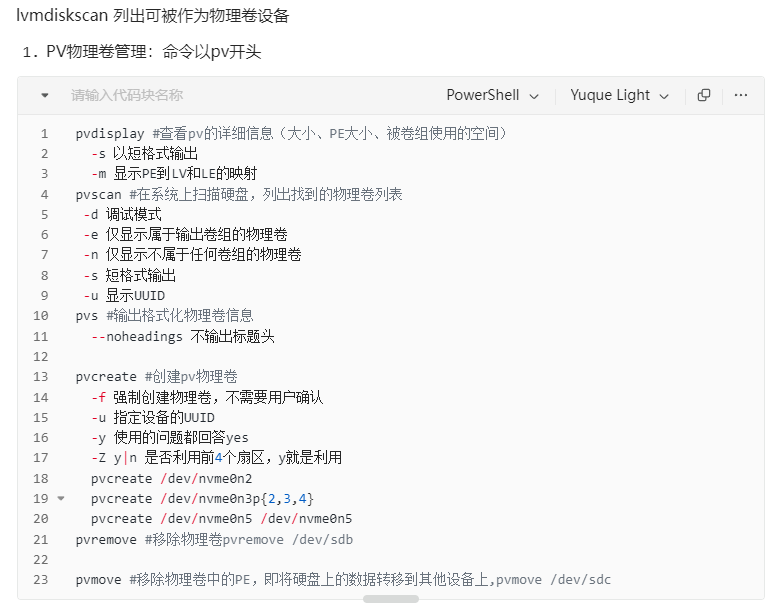 lvmdiskscan 列出可被作为物理卷设备
1. PV物理卷管理：命令以pv开头
请输入代码块名称 PowerShell Yuque Light
1 pvdisplay #查看pv的详细信息（大小、PE大小、被卷组使用的空间）
2 -s 以短格式输出
3 -m 显示PE到LV和LE的映射
4 pvscan #在系统上扫描硬盘，列出找到的物理卷列表
5 -d 调试模式
6 -e 仅显示属于输出卷组的物理卷
7 -n 仅显示不属于任何卷组的物理卷
8 -s 短格式输出
9 -u 显示UUID
10 pvs #输出格式化物理卷信息
11 --noheadings 不输出标题头
12
13 pvcreate #创建pv物理卷
14 -f 强制创建物理卷，不需要用户确认
15 -u 指定设备的UUID
16 -y 使用的问题都回答yes
17 -Z y|n 是否利用前4个扇区，y就是利用
18 pvcreate /dev/nvme0n2
19 pvcreate /dev/nvme0n3p{2,3,4}
20 pvcreate /dev/nvme0n5 /dev/nvme0n5
21 pvremove #移除物理卷pvremove /dev/sdb
22
23 pvmove #移除物理卷中的PE，即将硬盘上的数据转移到其他设备上,pvmove /dev/sdc